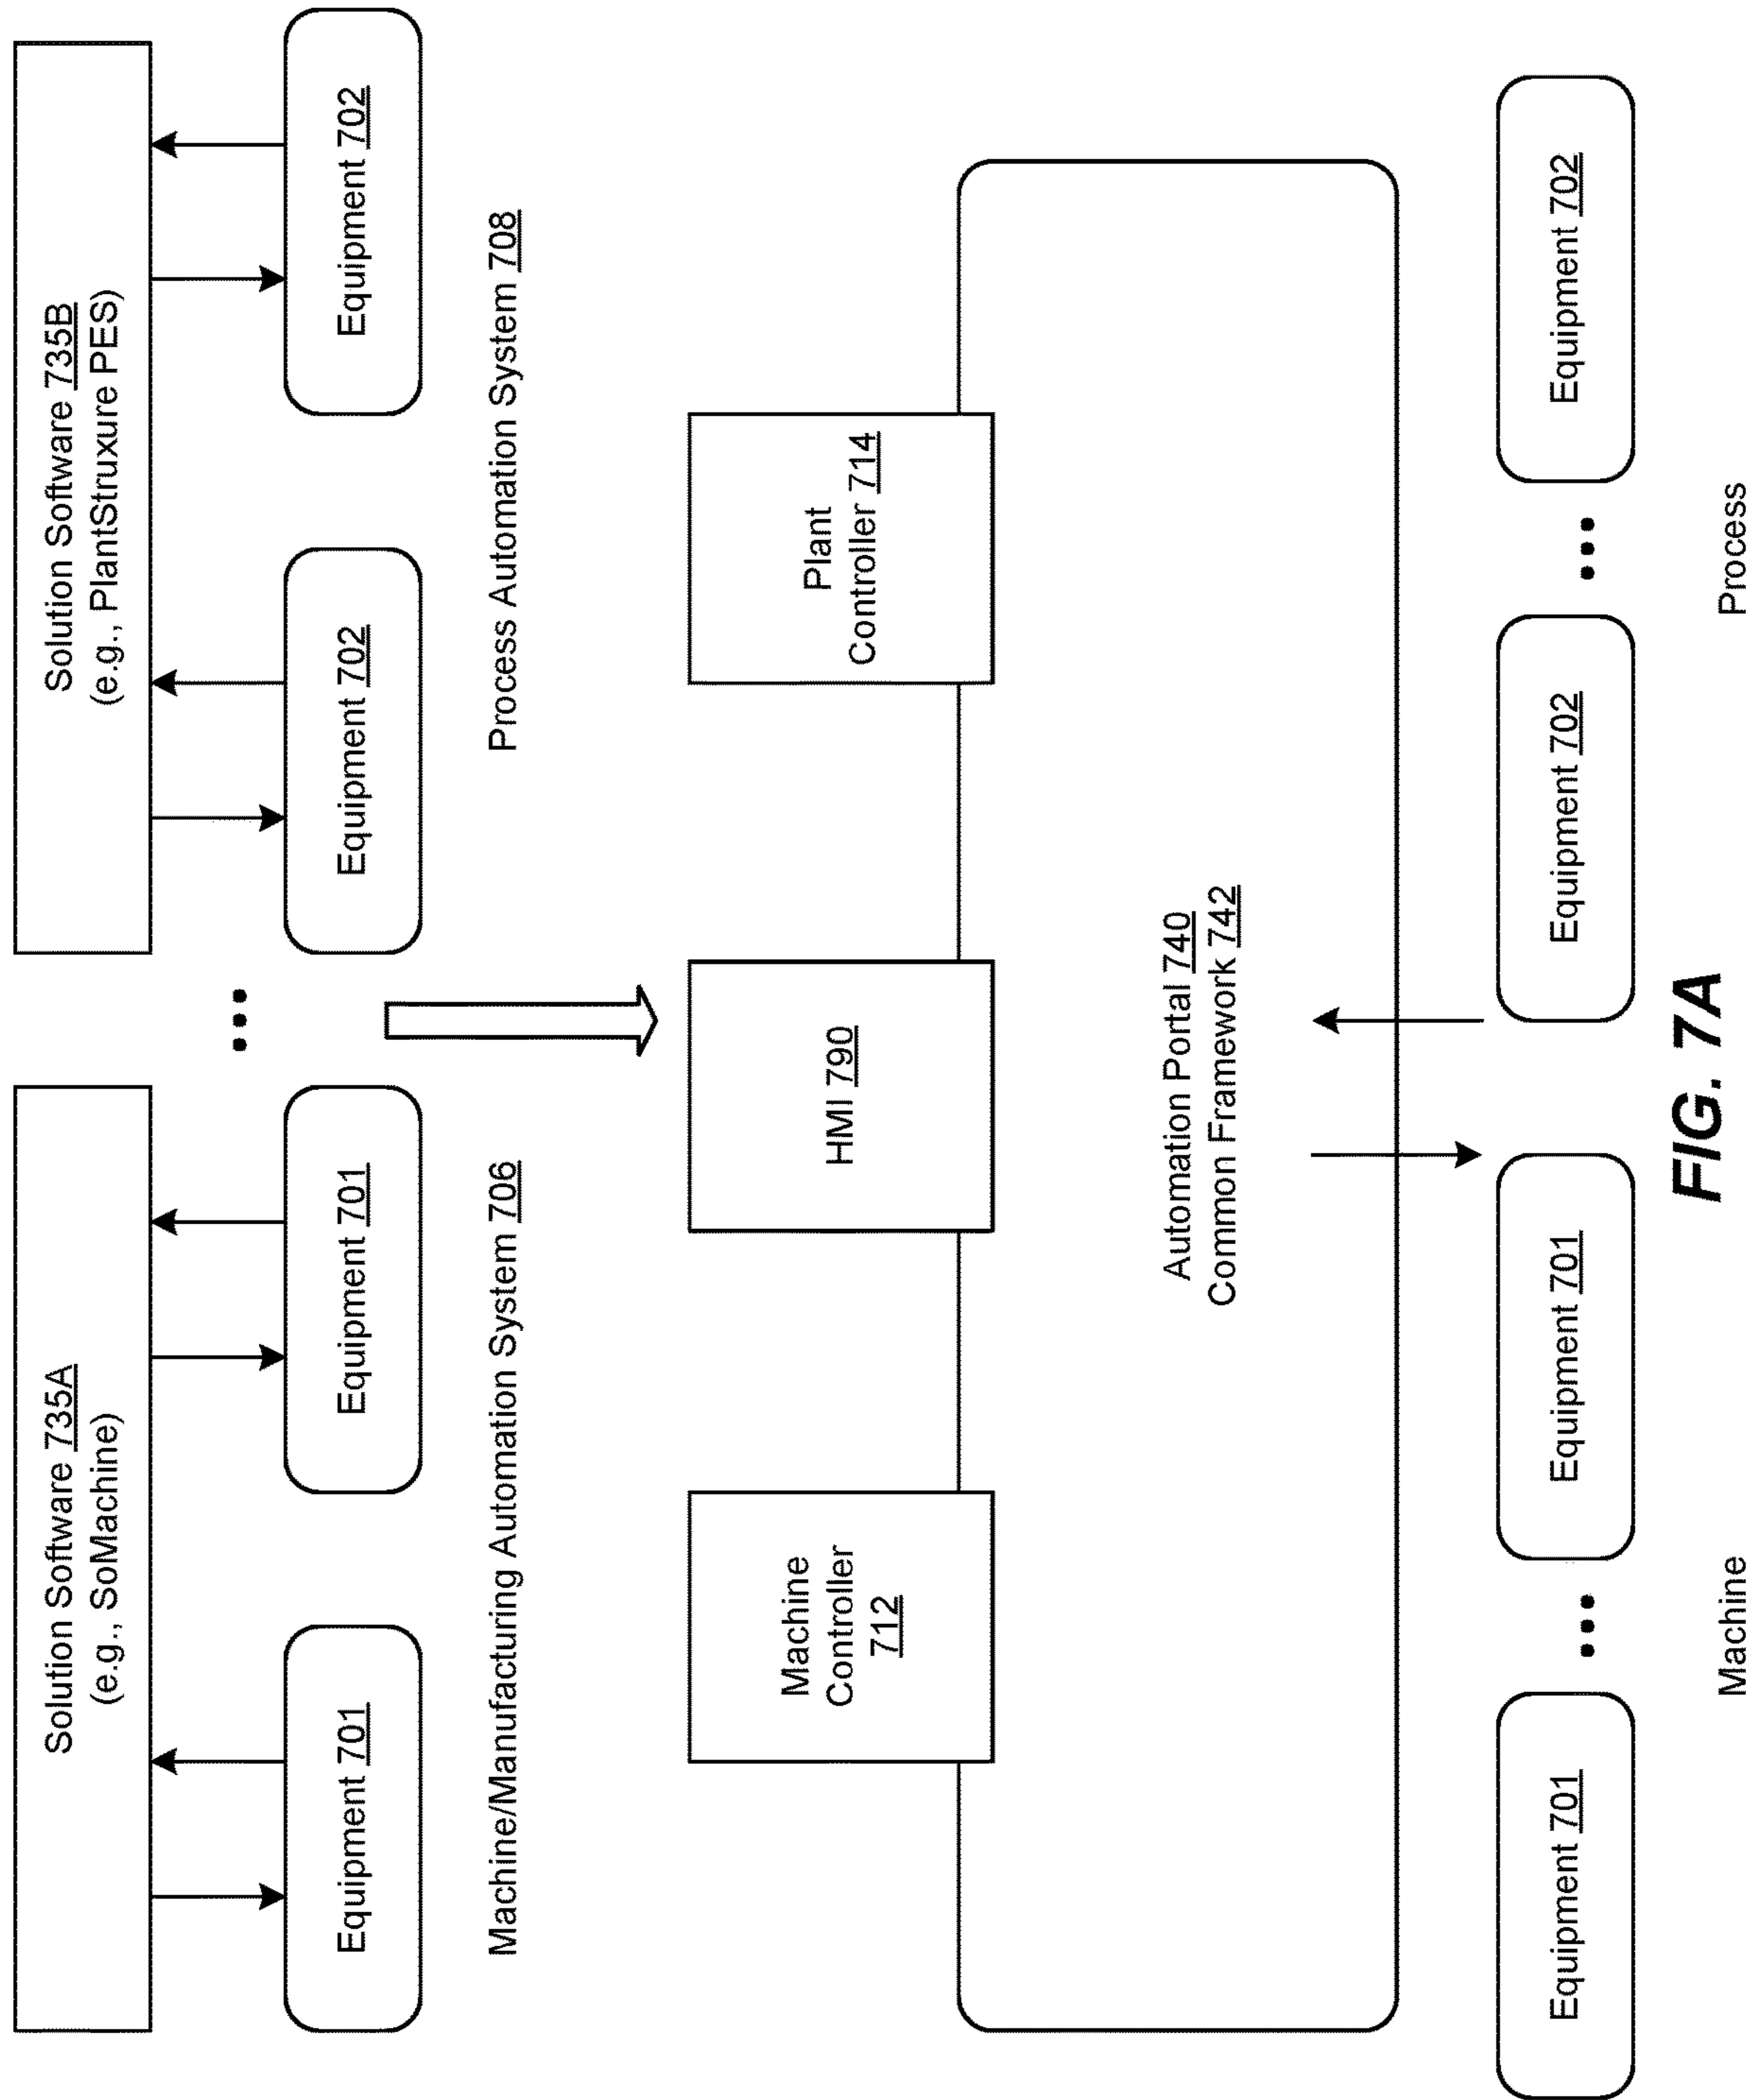 Solution Software 735A
(e.g., SoMachine)
Solution Software 735B
(e.g., PlantStruxure PES)
Equipment 701
Equipment 701
Equipment 702
Equipment 702
Machine/Manufacturing Automation System 706
Process Automation System 708
Machine
Controller
712
HMI 790
Plant
Controller 714
Automation Portal 740
Common Framework 742
Equipment 701
Equipment 701
Equipment 702
Equipment 702
Machine
Process
FIG. 7A